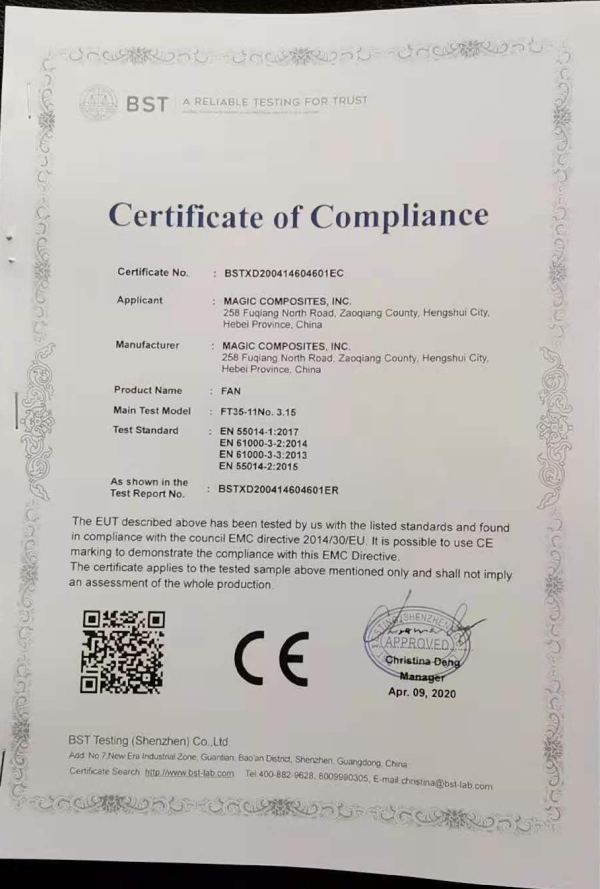 BST A RELIABLE TESTING FOR TRUST
Certificate of Compliance
Certificate No. : BSTXD200414604601EC
Applicant : MAGIC COMPOSITES, INC.
258 Fuqiang North Road, Zaoqiang County, Hengshui City,
Hebei Province, China
Manufacturer : MAGIC COMPOSITES, INC.
258 Fuqiang North Road, Zaoqiang County, Hengshui City,
Hebei Province, China
Product Name : FAN
Main Test Model : FT35-11No. 3.15
Test Standard : EN 55014-1:2017
EN 61000-3-2:2014
EN 61000-3-3:2013
EN 55014-2:2015
As shown in the
Test Report No. : BSTXD200414604601ER
The EUT described above has been tested by us with the listed standards and found
in compliance with the council EMC directive 2014/30/EU. It is possible to use CE
marking to demonstrate the compliance with this EMC Directive.
The certificate applies to the tested sample above mentioned only and shall not imply
an assessment of the whole production.
CE
SHENZHEN
APPROVED
Christina Deng
Manager
Apr. 09, 2020
BST Testing (Shenzhen) Co.,Ltd.
Add: No.7,New Era Industrial Zone, Guantian, Bao'an District, Shenzhen, Guangdong, China
Certificate Search: http://www.bst-lab.com Tel:400-882-9628, 8009990305, E-mail:christina@bst-lab.com